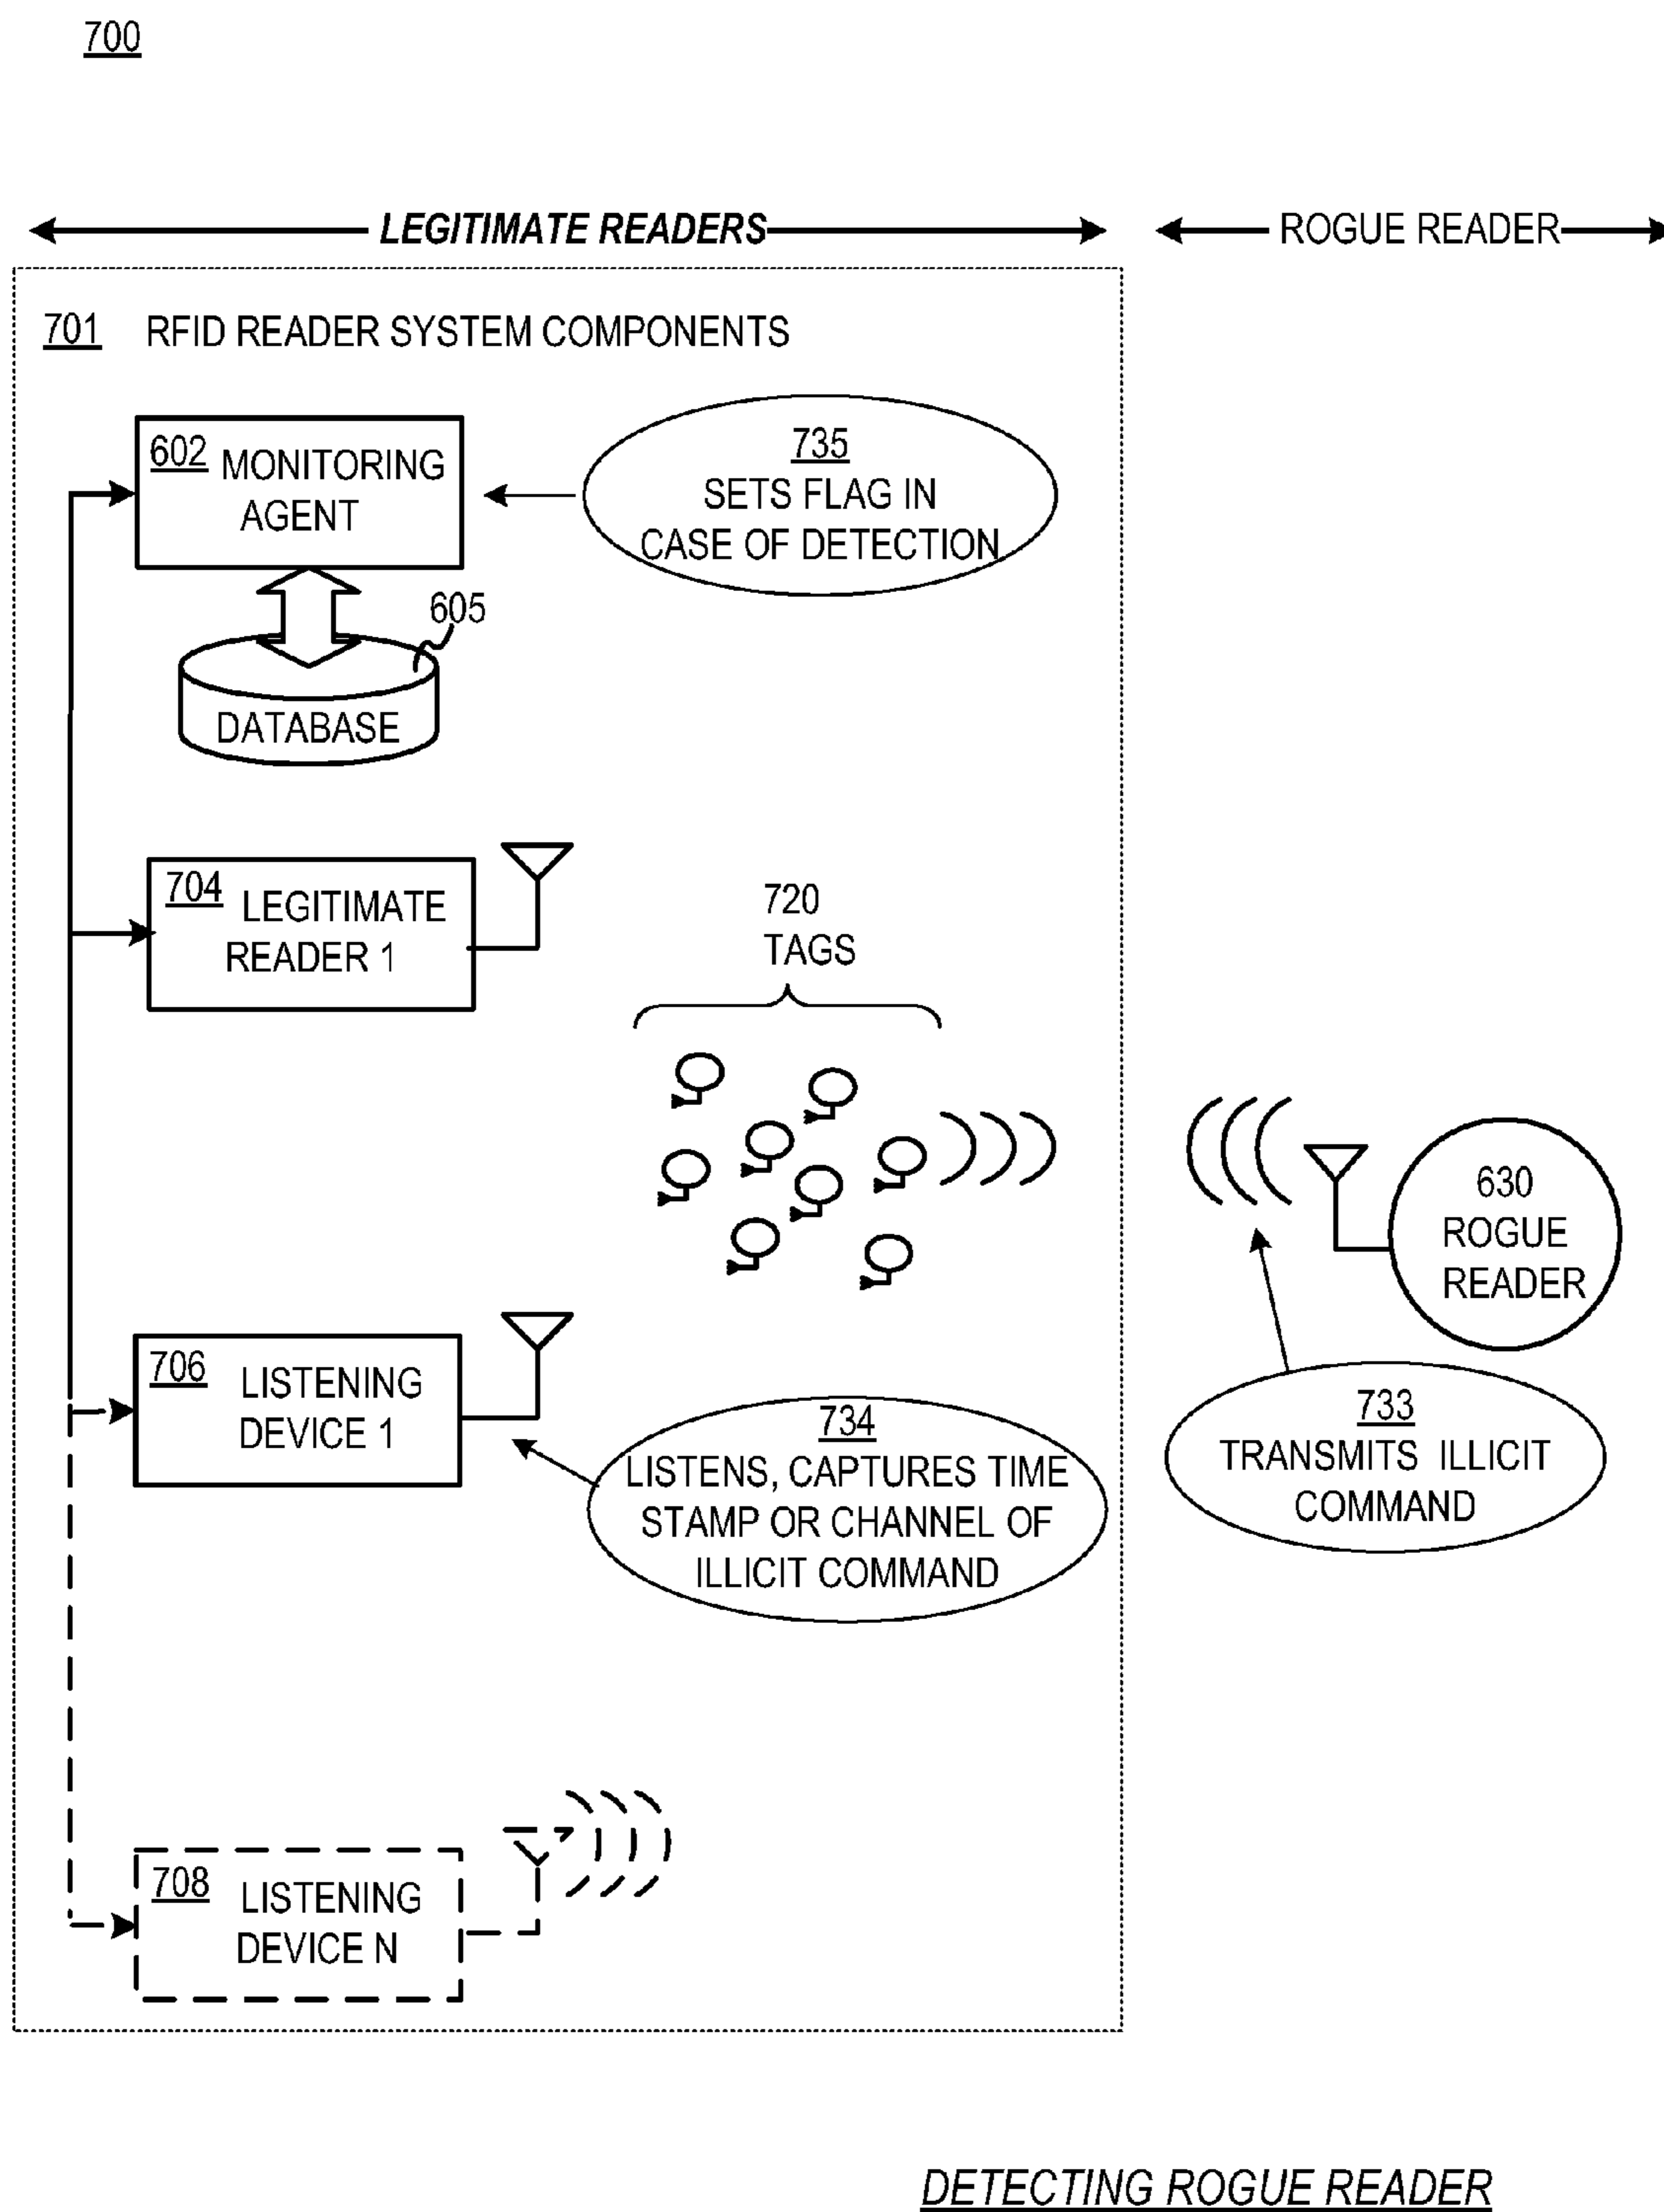 700
LEGITIMATE READERS
ROGUE READER
701 RFID READER SYSTEM COMPONENTS
602 MONITORING
AGENT
735
SETS FLAG IN
CASE OF DETECTION
605
DATABASE
704 LEGITIMATE
READER 1
720
TAGS
630
ROGUE
READER
706 LISTENING
DEVICE 1
734
LISTENS, CAPTURES TIME
STAMP OR CHANNEL OF
ILLICIT COMMAND
733
TRANSMITS ILLICIT
COMMAND
708 LISTENING
DEVICE N
DETECTING ROGUE READER